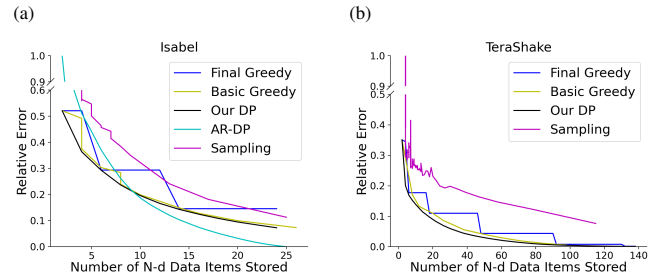 (a)
Isabel
1.0
0.9
0.6
0.5
0.4
0.3
0.2
0.1
0.0
Relative Error
Final Greedy
Basic Greedy
Our DP
AR-DP
Sampling
5 10 15 20 25
Number of N-d Data Items Stored
(b)
TeraShake
1.0
0.9
0.5
0.4
0.3
0.2
0.1
0.0
Relative Error
Final Greedy
Basic Greedy
Our DP
Sampling
0 20 40 60 80 100 120 140
Number of N-d Data Items Stored